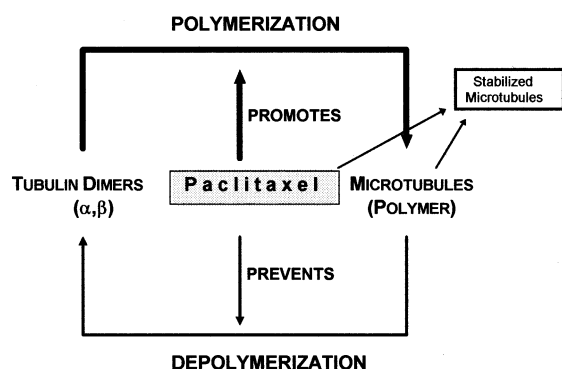 POLYMERIZATION
Stabilized
Microtubules
PROMOTES
TUBULIN DIMERS
(α,β)
Paclitaxel
MICROTUBULES
(POLYMER)
PREVENTS
DEPOLYMERIZATION